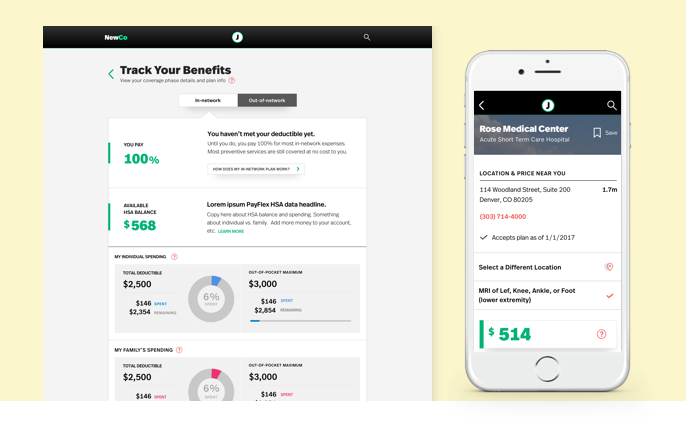 NewCo
J
Track Your Benefits
View your coverage phase details and plan info ?
In-network
Out-of-network
YOU PAY
100%
You haven't met your deductible yet.
Until you do, you pay 100% for most in-network expenses.
Most preventive services are still covered at no cost to you.
HOW DOES MY IN-NETWORK PLAN WORK?
AVAILABLE
HSA BALANCE
$568
Lorem Ipsum PayFlex HSA data headline.
Copy here about HSA balance and spending. Something
about indivdual vs. family. Add more money to your account,
etc. LEARN MORE
MY INDIVIDUAL SPENDING ?
TOTAL DEDUCTIBLE
$2,500
$146 SPENT
$2,354 REMAINING
6%
SPENT
OUT-OF-POCKET MAXIMUM
$3,000
$146 SPENT
$2,854 REMAINING
MY FAMILY'S SPENDING ?
TOTAL DEDUCTIBLE
$2,500
$146 SPENT
6%
SPENT
OUT-OF-POCKET MAXIMUM
$3,000
$146 SPENT
J
Rose Medical Center
Acute Short Term Care Hospital
Save
LOCATION & PRICE NEAR YOU
114 Woodland Street, Suite 200 1.7m
Denver, CO 80205
(303) 714-4000
Accepts plan as of 1/1/2017
Select a Different Location
MRI of Lef, Knee, Ankle, or Foot
(lower extremity)
$ 514 ?